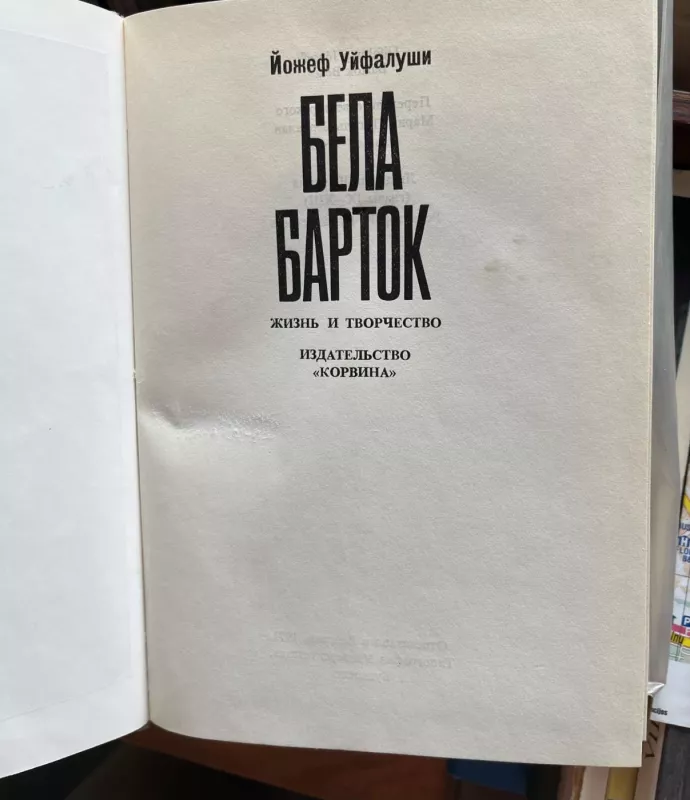 Йожеф Уйфалуши
БЕЛА
БАРТОК
ЖИЗНЬ И ТВОРЧЕСТВО
ИЗДАТЕЛЬСТВО
«КОРВИНА»